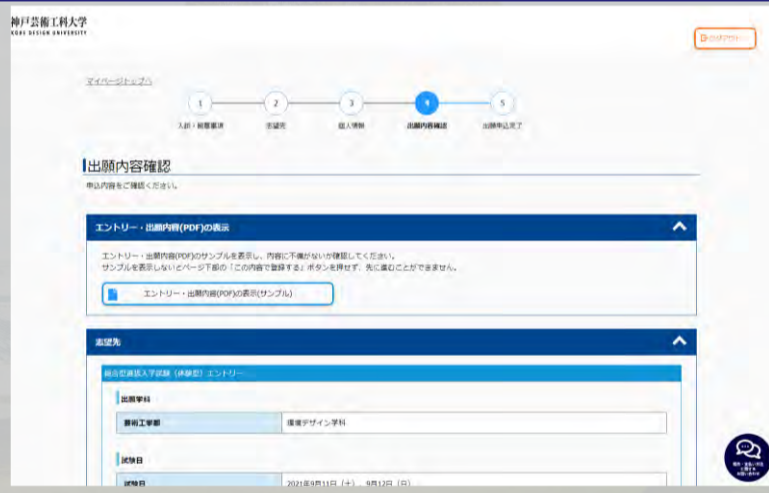 神戸芸術工科大学
KOBE DESIGN UNIVERSITY
ログアウト
マイページトップへ
1
2
3
4
5
入試・留意事項
志望先
個人情報
出願内容確認
出願申込完了
出願内容確認
申込内容をご確認ください。
エントリー・出願内容(PDF)の表示
エントリー・出願内容(PDF)のサンプルを表示し、内容に不備がないか確認してください。
サンプルを表示しないとページ下部の「この内容で登録する」ボタンを押せず、先に進むことができません。
エントリー・出願内容(PDF)の表示(サンプル)
志望先
総合型選抜入学試験（体験型）エントリー
出願学科
芸術工学部
環境デザイン学科
試験日
試験日
2021年9月11日（土）、9月12日（日）